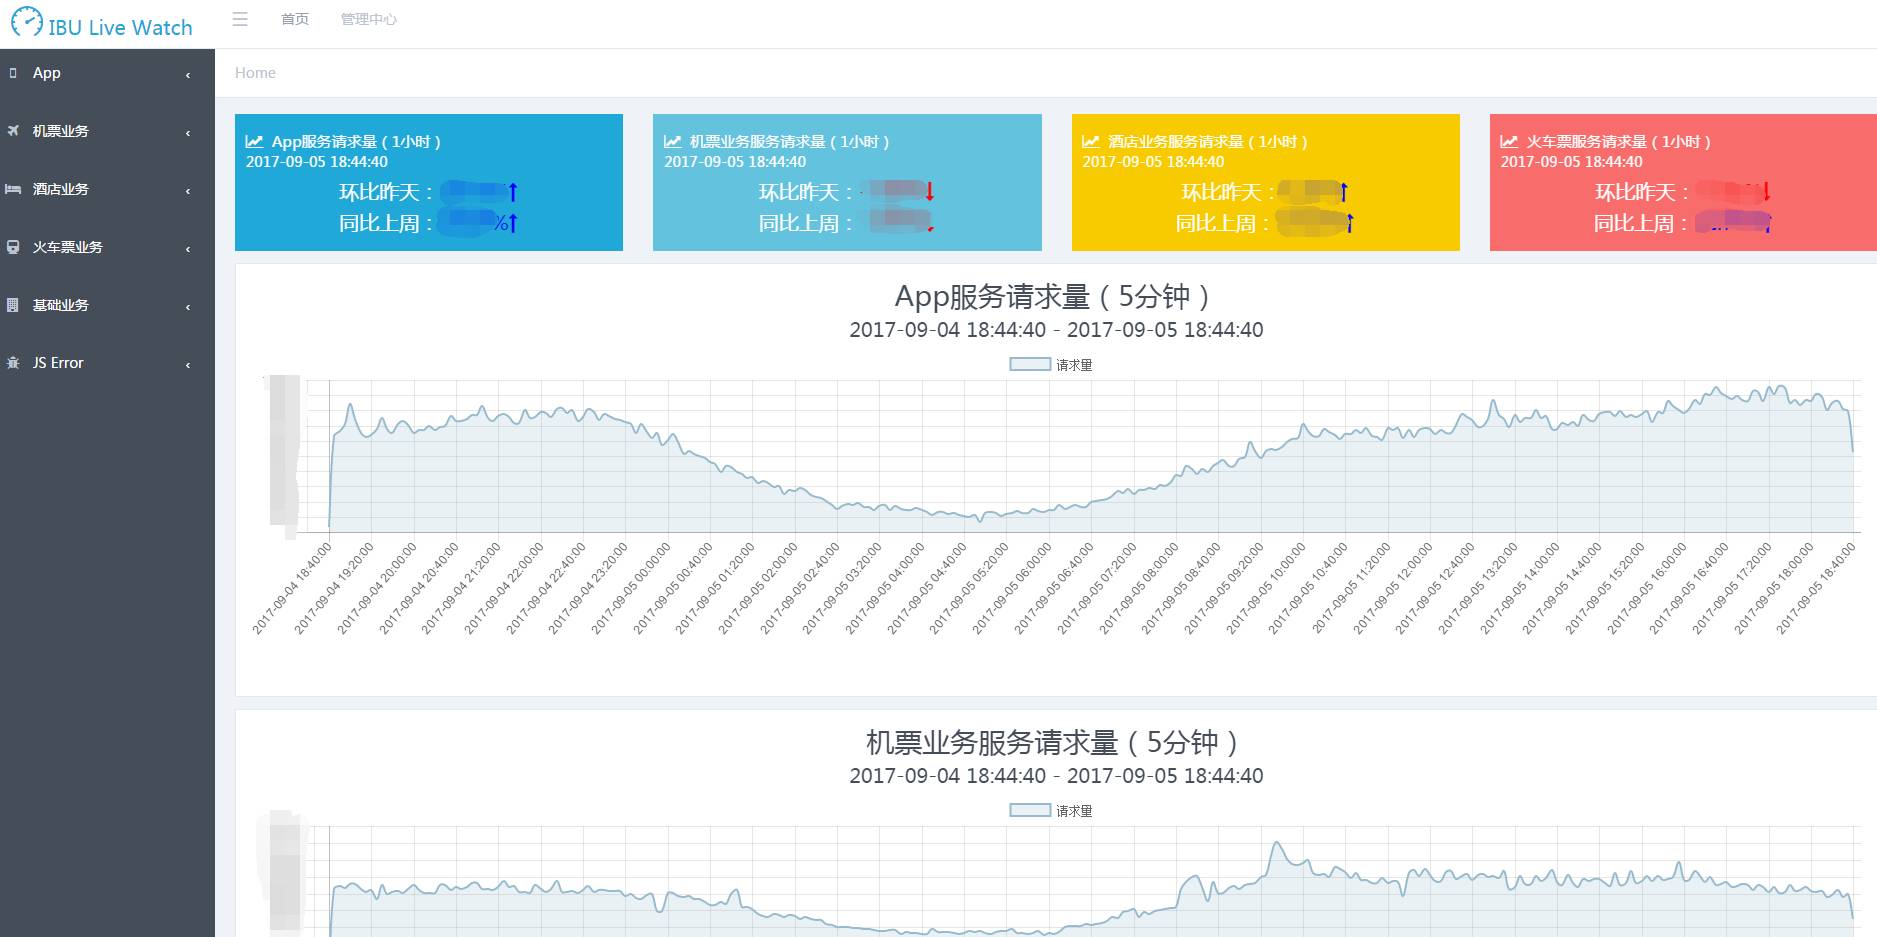 IBU Live Watch
首页
管理中心
App
机票业务
酒店业务
火车票业务
基础业务
JS Error
Home
App服务请求量（1小时）
2017-09-05 18:44:40
环比昨天：
同比上周： %
机票业务服务请求量（1小时）
2017-09-05 18:44:40
环比昨天：
同比上周：
酒店业务服务请求量（1小时）
2017-09-05 18:44:40
环比昨天：
同比上周：
火车票服务请求量（1小时）
2017-09-05 18:44:40
环比昨天：
同比上周：
App服务请求量（5分钟）
2017-09-04 18:44:40 - 2017-09-05 18:44:40
请求量
2017-09-04 18:40:00
2017-09-04 19:20:00
2017-09-04 20:00:00
2017-09-04 20:40:00
2017-09-04 21:20:00
2017-09-04 22:00:00
2017-09-04 22:40:00
2017-09-04 23:20:00
2017-09-05 00:00:00
2017-09-05 00:40:00
2017-09-05 01:20:00
2017-09-05 02:00:00
2017-09-05 02:40:00
2017-09-05 03:20:00
2017-09-05 04:00:00
2017-09-05 04:40:00
2017-09-05 05:20:00
2017-09-05 06:00:00
2017-09-05 06:40:00
2017-09-05 07:20:00
2017-09-05 08:00:00
2017-09-05 08:40:00
2017-09-05 09:20:00
2017-09-05 10:00:00
2017-09-05 10:40:00
2017-09-05 11:20:00
2017-09-05 12:00:00
2017-09-05 12:40:00
2017-09-05 13:20:00
2017-09-05 14:00:00
2017-09-05 14:40:00
2017-09-05 15:20:00
2017-09-05 16:00:00
2017-09-05 16:40:00
2017-09-05 17:20:00
2017-09-05 18:00:00
2017-09-05 18:40:00
机票业务服务请求量（5分钟）
2017-09-04 18:44:40 - 2017-09-05 18:44:40
请求量